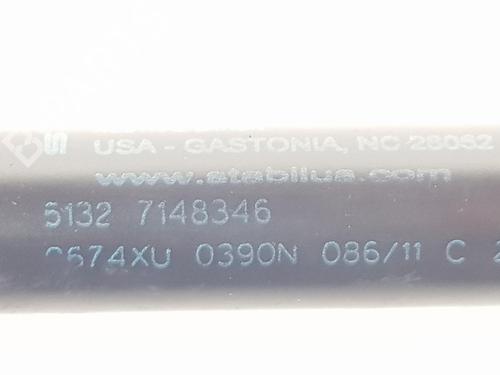 USA - GASTONIA, NC 28052
www.stabilus.com
5132 7148346
0390N 086/11 C